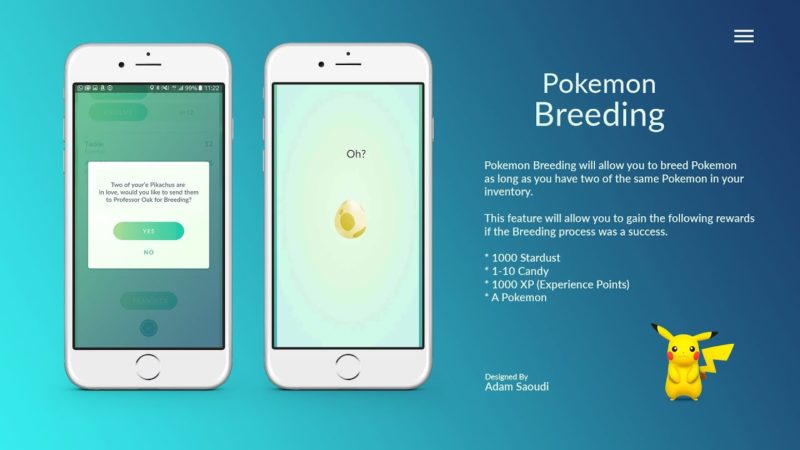 99% 11:22
Two of your'e Pikachus are
in love, would you like to send them
to Professor Oak for Breeding?
YES
NO
Oh?
Pokemon
Breeding
Pokemon Breeding will allow you to breed Pokemon
as long as you have two of the same Pokemon in your
inventory.
This feature will allow you to gain the following rewards
if the Breeding process was a success.
* 1000 Stardust
* 1-10 Candy
* 1000 XP (Experience Points)
* A Pokemon
Designed By
Adam Saoudi